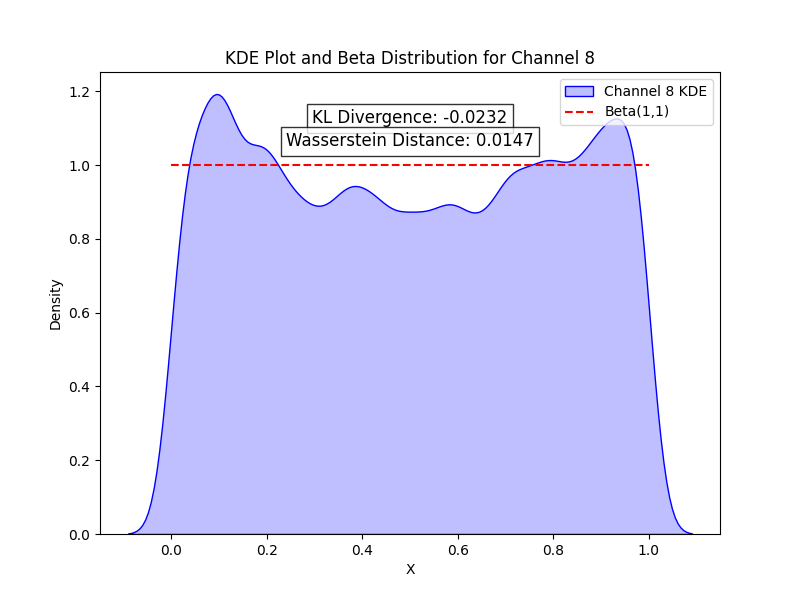 KDE Plot and Beta Distribution for Channel 8
Channel 8 KDE
Beta(1,1)
KL Divergence: -0.0232
Wasserstein Distance: 0.0147
Density
1.2
1.0
0.8
0.6
0.4
0.2
0.0
0.0 0.2 0.4 0.6 0.8 1.0
X